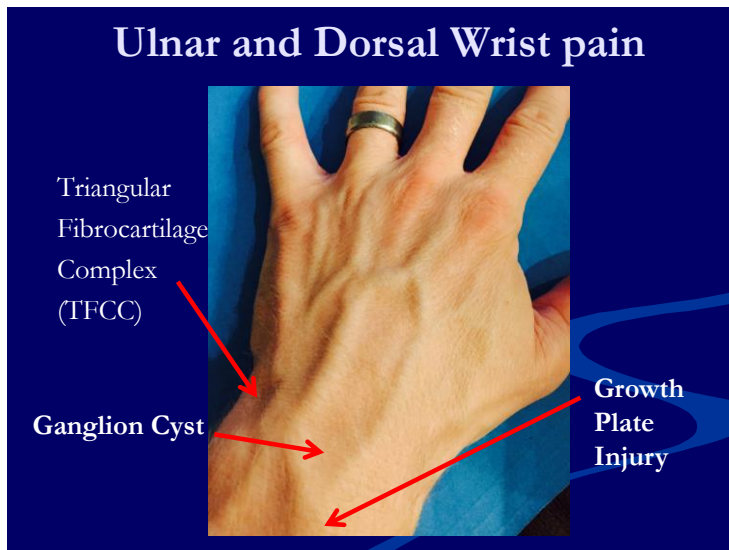 Ulnar and Dorsal Wrist pain
Triangular
Fibrocartilage
Complex
(TFCC)
Ganglion Cyst
Growth
Plate
Injury